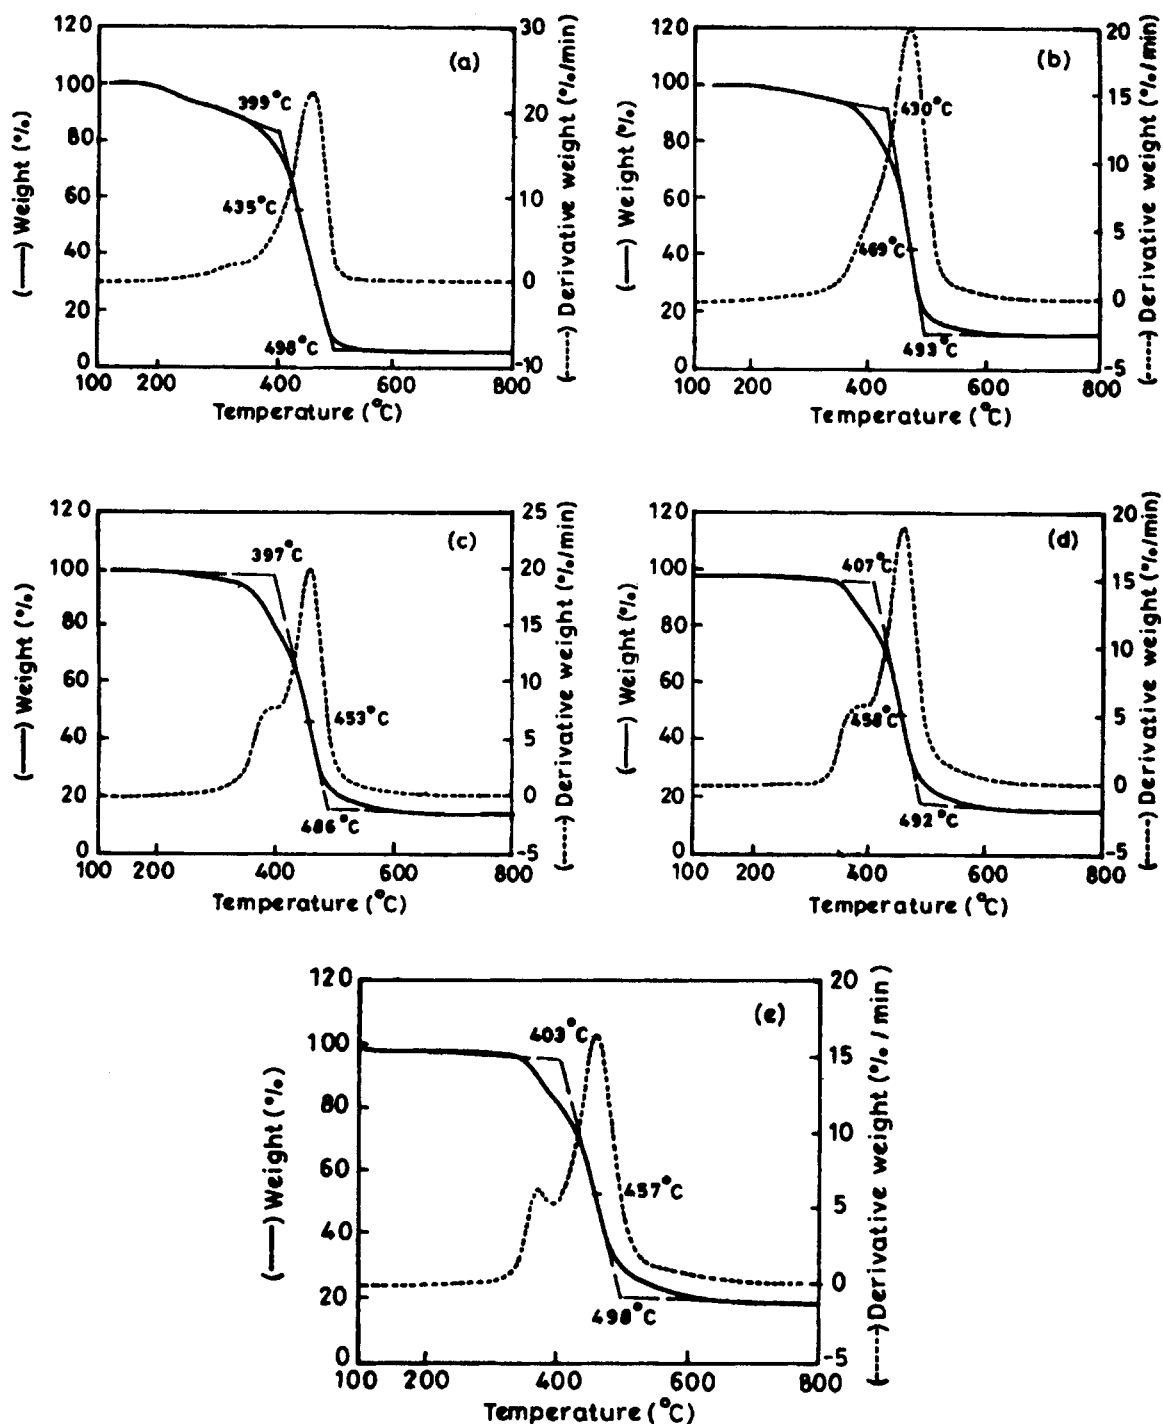 (a)
120
100
80
60
40
20
0
(——) Weight (%)
30
20
10
0
-10
(-----) Derivative weight (%/min)
399°C
435°C
498°C
100 200 400 600 800
Temperature (°C)
(b)
120
100
80
60
40
20
0
(——) Weight (%)
20
15
10
5
0
-5
(-----) Derivative weight (%/min)
430°C
469°C
493°C
100 200 400 600 800
Temperature (°C)
(c)
120
100
80
60
40
20
0
(——) Weight (%)
25
20
15
10
5
0
-5
(-----) Derivative weight (%/min)
397°C
453°C
486°C
100 200 400 600 800
Temperature (°C)
(d)
120
100
80
60
40
20
0
(——) Weight (%)
20
15
10
5
0
-5
(-----) Derivative weight (%/min)
407°C
458°C
492°C
100 200 400 600 800
Temperature (°C)
(e)
120
100
80
60
40
20
0
(——) Weight (%)
20
15
10
5
0
-5
(-----) Derivative weight (%/min)
403°C
457°C
498°C
100 200 400 600 800
Temperature (°C)